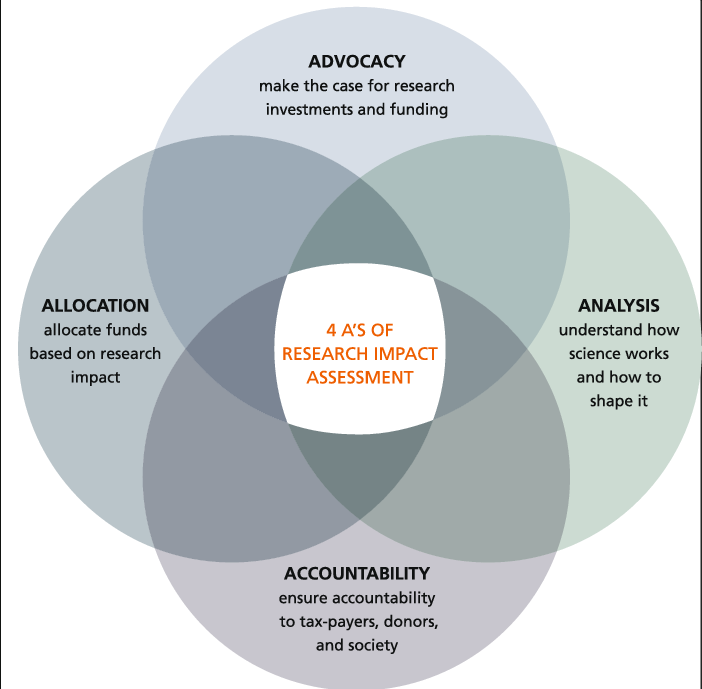 ADVOCACY
make the case for research
investments and funding
ALLOCATION
allocate funds
based on research
impact
4 A'S OF
RESEARCH IMPACT
ASSESSMENT
ANALYSIS
understand how
science works
and how to
shape it
ACCOUNTABILITY
ensure accountability
to tax-payers, donors,
and society